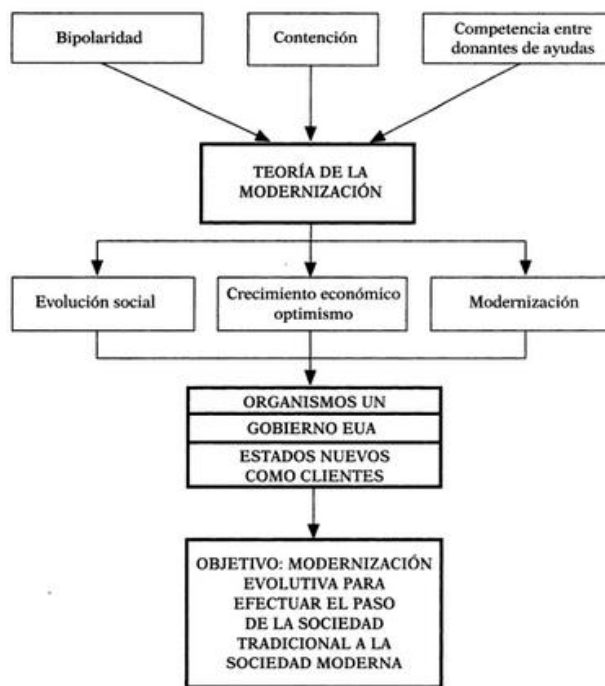 Bipolaridad
Contención
Competencia entre
donantes de ayudas
TEORÍA DE LA
MODERNIZACIÓN
Evolución social
Crecimiento económico
optimismo
Modernización
ORGANISMOS UN
GOBIERNO EUA
ESTADOS NUEVOS
COMO CLIENTES
OBJETIVO: MODERNIZACIÓN
EVOLUTIVA PARA
EFECTUAR EL PASO
DE LA SOCIEDAD
TRADICIONAL A LA
SOCIEDAD MODERNA